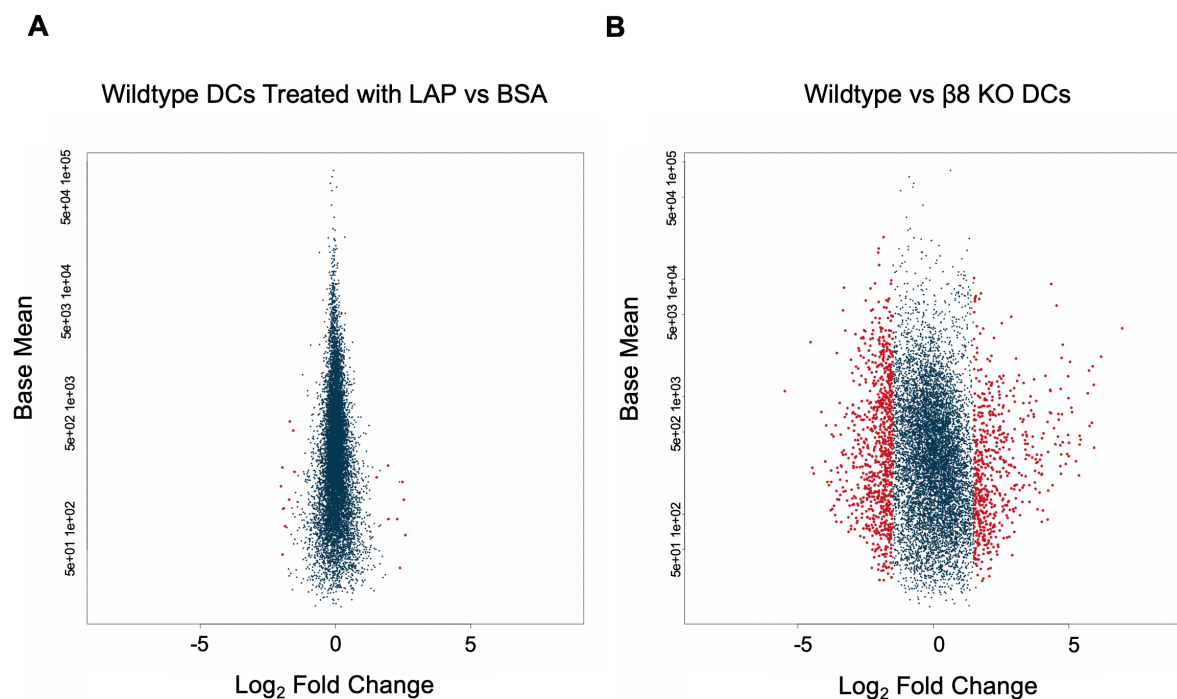 A
Wildtype DCs Treated with LAP vs BSA
Base Mean
5e+01 1e+02 5e+02 1e+03 5e+03 1e+04 5e+04 1e+05
-5 0 5
Log2 Fold Change
B
Wildtype vs β8 KO DCs
Base Mean
5e+01 1e+02 5e+02 1e+03 5e+03 1e+04 5e+04 1e+05
-5 0 5
Log2 Fold Change